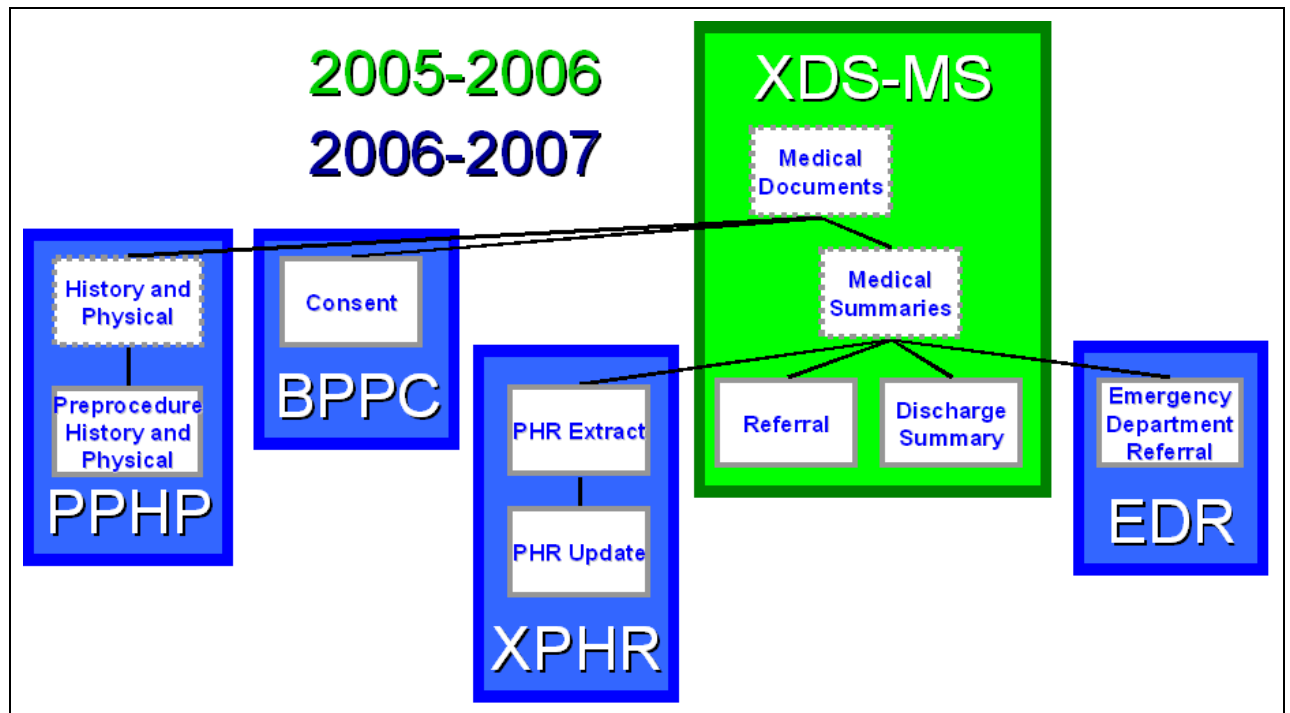 2005-2006
2006-2007
XDS-MS
Medical
Documents
Medical
Summaries
Referral
Discharge
Summary
History and
Physical
Preprocedure
History and
Physical
PPHP
Consent
BPPC
PHR Extract
PHR Update
XPHR
Emergency
Department
Referral
EDR